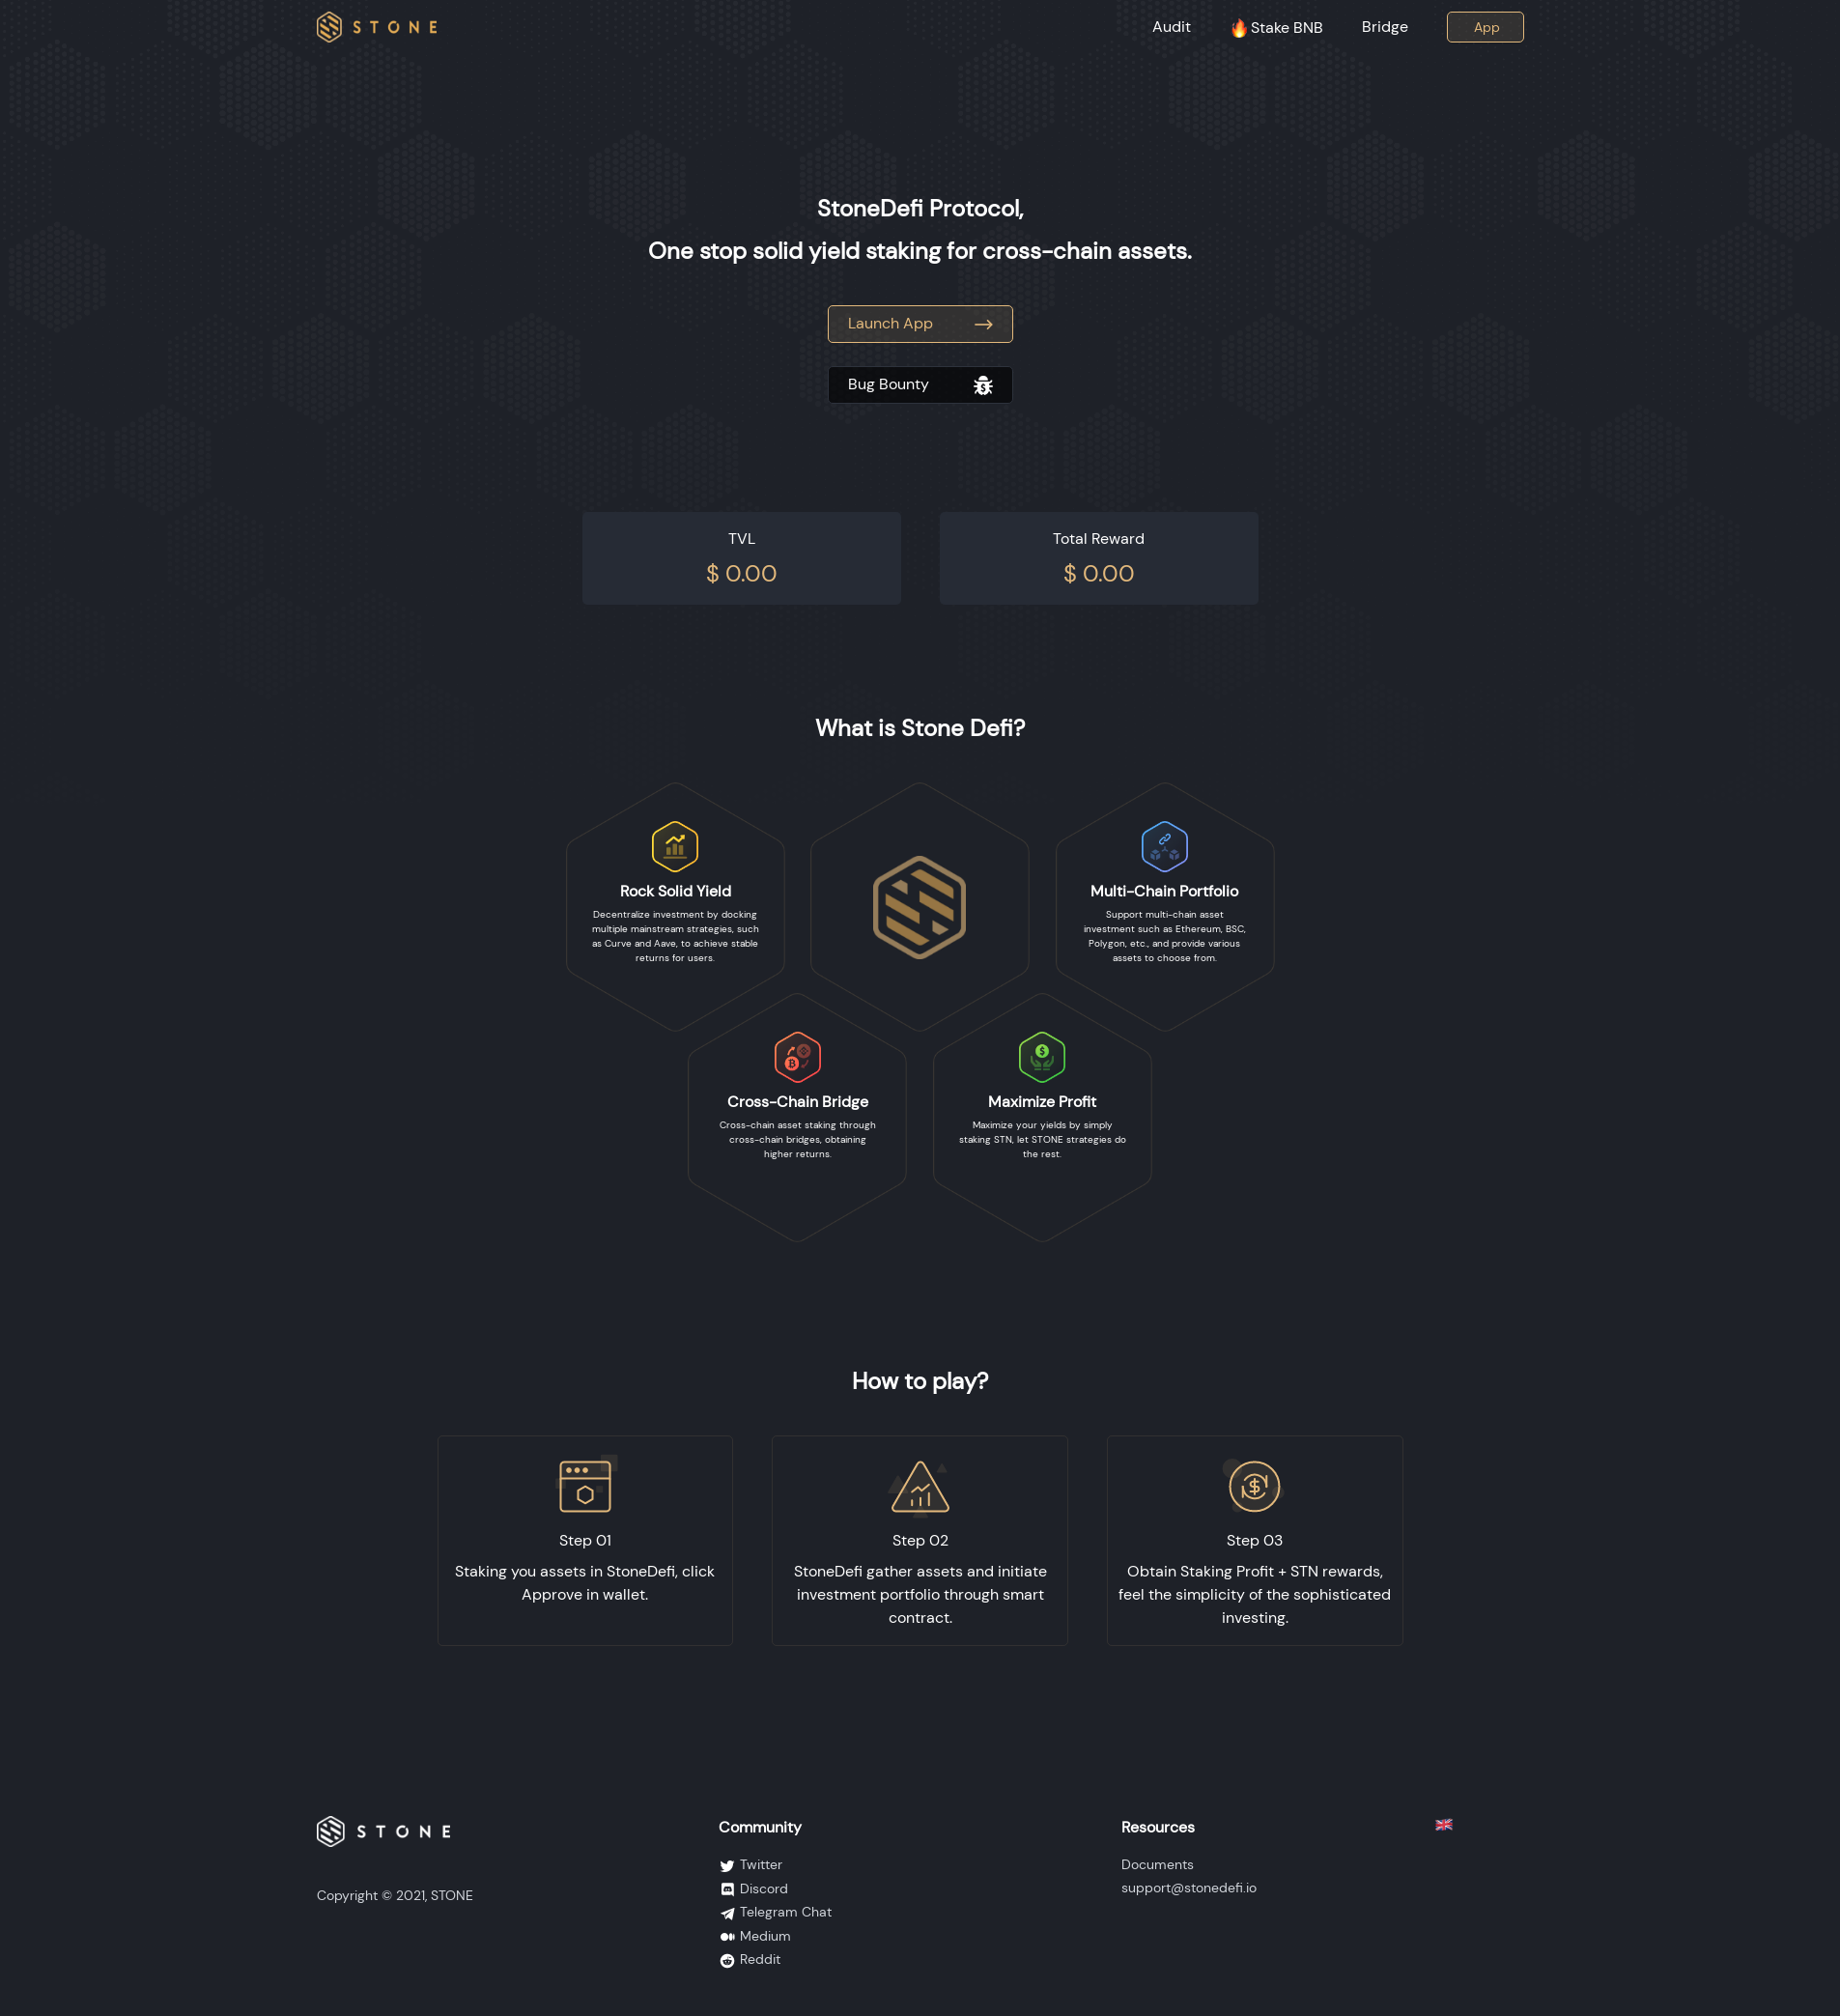 STONE
Audit
Stake BNB
Bridge
App
StoneDefi Protocol,
One stop solid yield staking for cross-chain assets.
Launch App
Bug Bounty
TVL
$ 0.00
Total Reward
$ 0.00
What is Stone Defi?
Rock Solid Yield
Decentralize investment by docking
multiple mainstream strategies, such
as Curve and Aave, to achieve stable
returns for users.
Multi-Chain Portfolio
Support multi-chain asset
investment such as Ethereum, BSC,
Polygon, etc., and provide various
assets to choose from.
Cross-Chain Bridge
Cross-chain asset staking through
cross-chain bridges, obtaining
higher returns.
Maximize Profit
Maximize your yields by simply
staking STN, let STONE strategies do
the rest.
How to play?
Step 01
Staking you assets in StoneDefi, click
Approve in wallet.
Step 02
StoneDefi gather assets and initiate
investment portfolio through smart
contract.
Step 03
Obtain Staking Profit + STN rewards,
feel the simplicity of the sophisticated
investing.
STONE
Copyright © 2021, STONE
Community
Twitter
Discord
Telegram Chat
Medium
Reddit
Resources
Documents
support@stonedefi.io